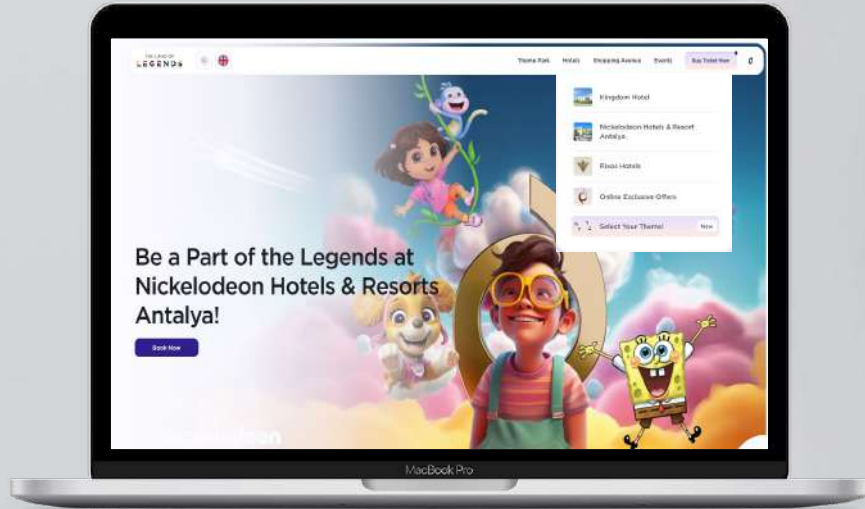 THE LAND OF
LEGENDS
Theme Park Hotels Shopping Avenue Events Buy Ticket Now
Kingdom Hotel
Nickelodeon Hotels & Resort
Antalya
Rixos Hotels
Online Exclusive Offers
Select Your Theme! New
Be a Part of the Legends at
Nickelodeon Hotels & Resorts
Antalya!
Book Now
MacBook Pro